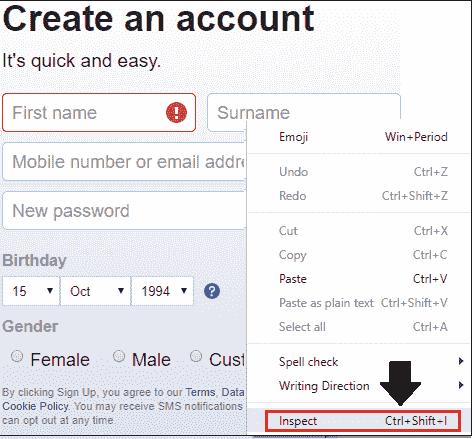 Create an account
It's quick and easy.
First name
Surname
Mobile number or email addre
New password
Birthday
15 Oct 1994 ?
Gender
Female Male Cust
By clicking Sign Up, you agree to our Terms, Data
Cookie Policy. You may receive SMS notifications
can opt out at any time
Emoji Win+Period
Undo Ctrl+Z
Redo Ctrl+Shift+Z
Cut Ctrl+X
Copy Ctrl+C
Paste Ctrl+V
Paste as plain text Ctrl+Shift+V
Select all Ctrl+A
Spell check
Writing Direction
Inspect Ctrl+Shift+I